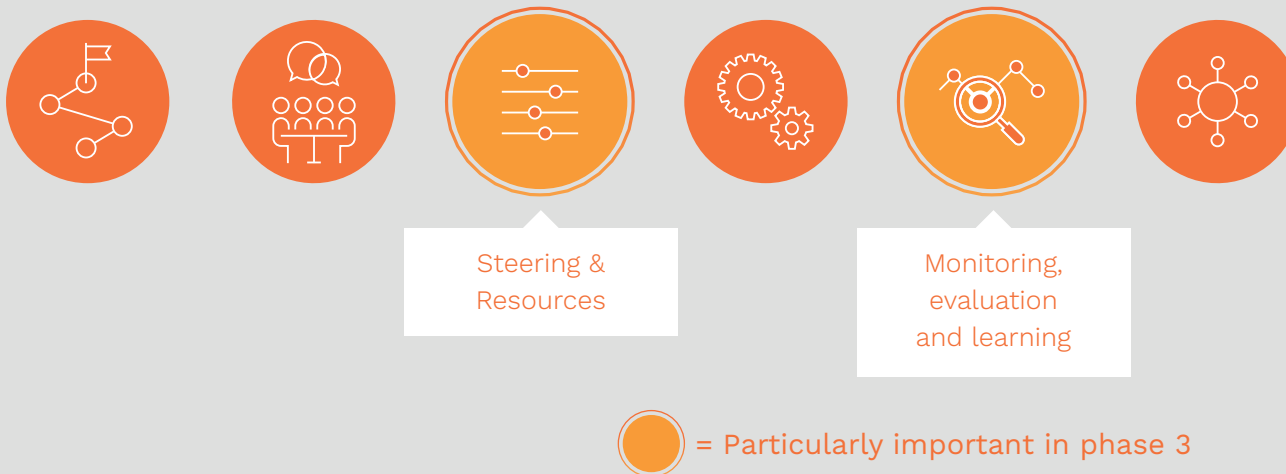 Steering &
Resources
Monitoring,
evaluation
and learning
= Particularly important in phase 3